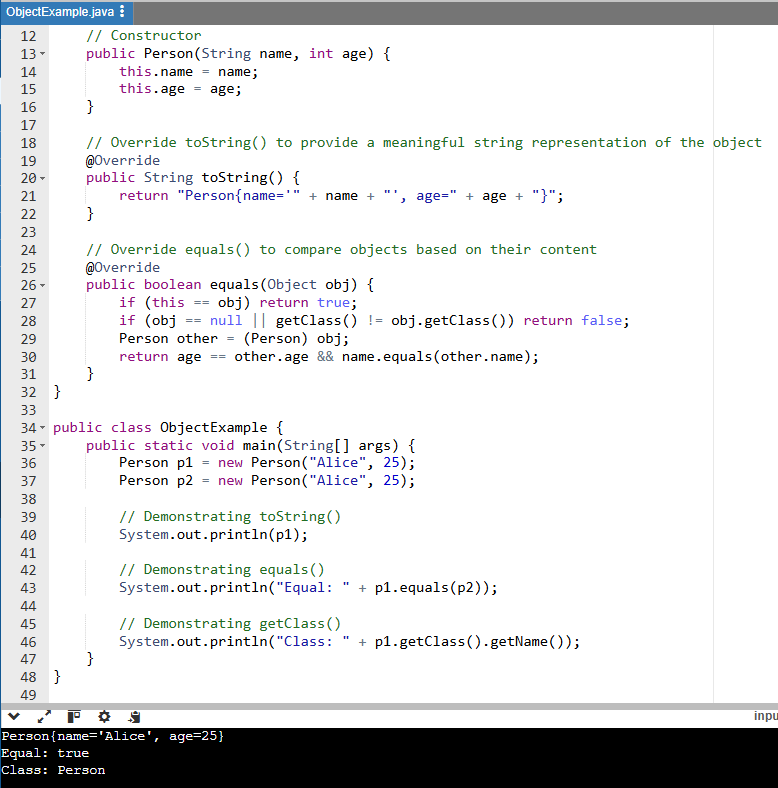 ObjectExample.java
12 // Constructor
13 public Person(String name, int age) {
14 this.name = name;
15 this.age = age;
16 }
17
18 // Override toString() to provide a meaningful string representation of the object
19 @Override
20 public String toString() {
21 return "Person{name='" + name + "', age=" + age + "}";
22 }
23
24 // Override equals() to compare objects based on their content
25 @Override
26 public boolean equals(Object obj) {
27 if (this == obj) return true;
28 if (obj == null || getClass() != obj.getClass()) return false;
29 Person other = (Person) obj;
30 return age == other.age && name.equals(other.name);
31 }
32 }
33
34 public class ObjectExample {
35 public static void main(String[] args) {
36 Person p1 = new Person("Alice", 25);
37 Person p2 = new Person("Alice", 25);
38
39 // Demonstrating toString()
40 System.out.println(p1);
41
42 // Demonstrating equals()
43 System.out.println("Equal: " + p1.equals(p2));
44
45 // Demonstrating getClass()
46 System.out.println("Class: " + p1.getClass().getName());
47 }
48 }
49
inpu
Person{name='Alice', age=25}
Equal: true
Class: Person